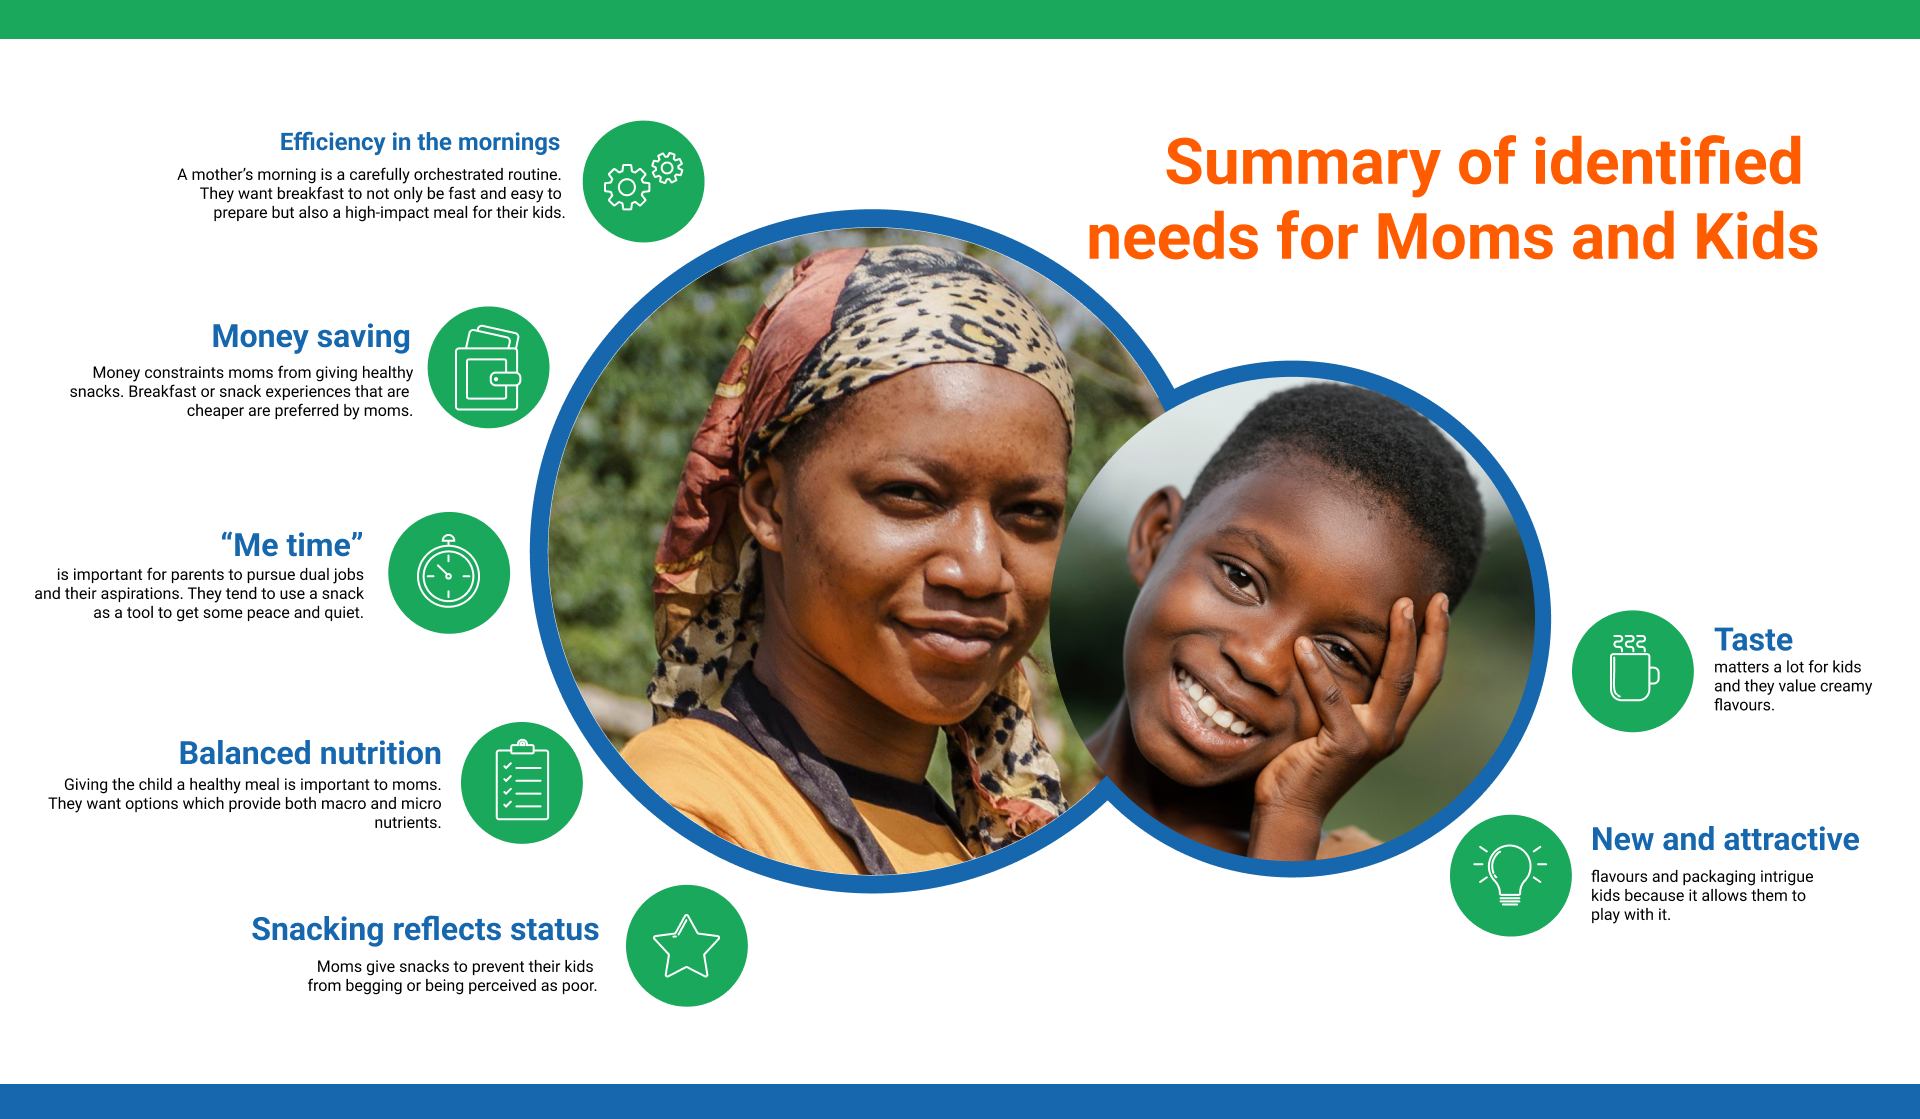 Summary of identified
needs for Moms and Kids
Efficiency in the mornings
A mother’s morning is a carefully orchestrated routine.
They want breakfast to not only be fast and easy to
prepare but also a high-impact meal for their kids.
Money saving
Money constraints moms from giving healthy
snacks. Breakfast or snack experiences that are
cheaper are preferred by moms.
“Me time”
is important for parents to pursue dual jobs
and their aspirations. They tend to use a snack
as a tool to get some peace and quiet.
Balanced nutrition
Giving the child a healthy meal is important to moms.
They want options which provide both macro and micro
nutrients.
Snacking reflects status
Moms give snacks to prevent their kids
from begging or being perceived as poor.
Taste
matters a lot for kids
and they value creamy
flavours.
New and attractive
flavours and packaging intrigue
kids because it allows them to
play with it.